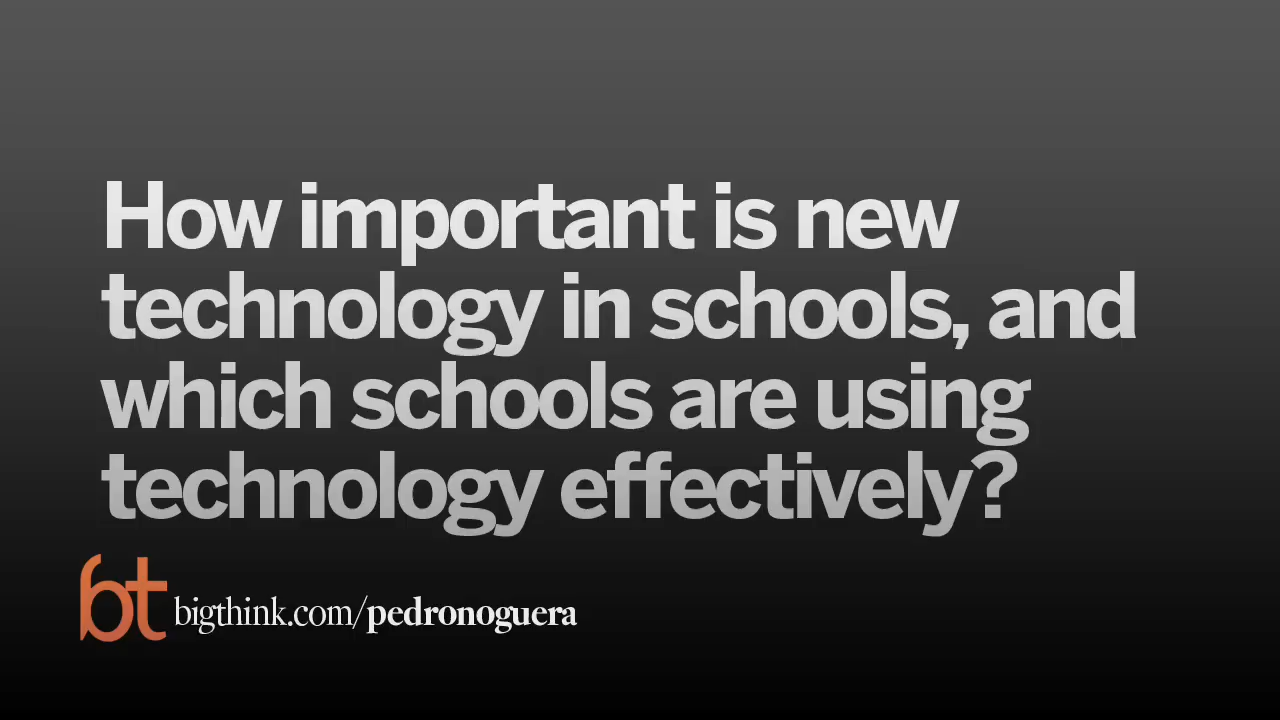 How important is new
technology in schools, and
which schools are using
technology effectively?
bt bigthink.com/pedronoguera